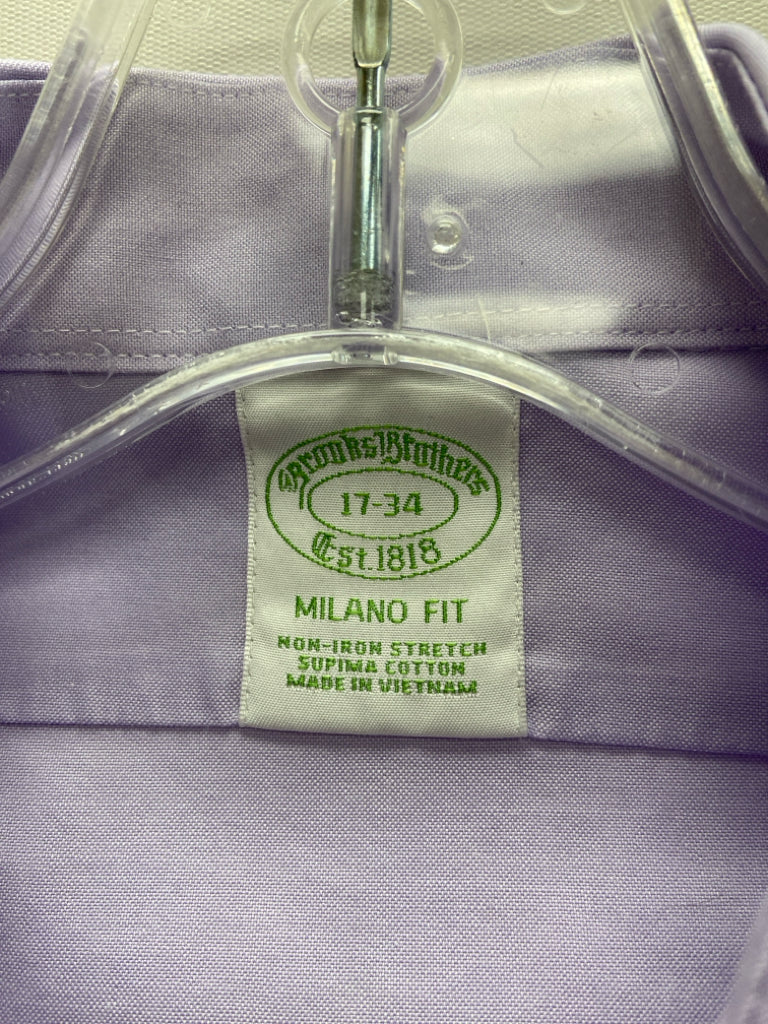 Brooks Brothers
17-34
Est. 1818
MILANO FIT
NON-IRON STRETCH
SUPIMA COTTON
MADE IN VIETNAM